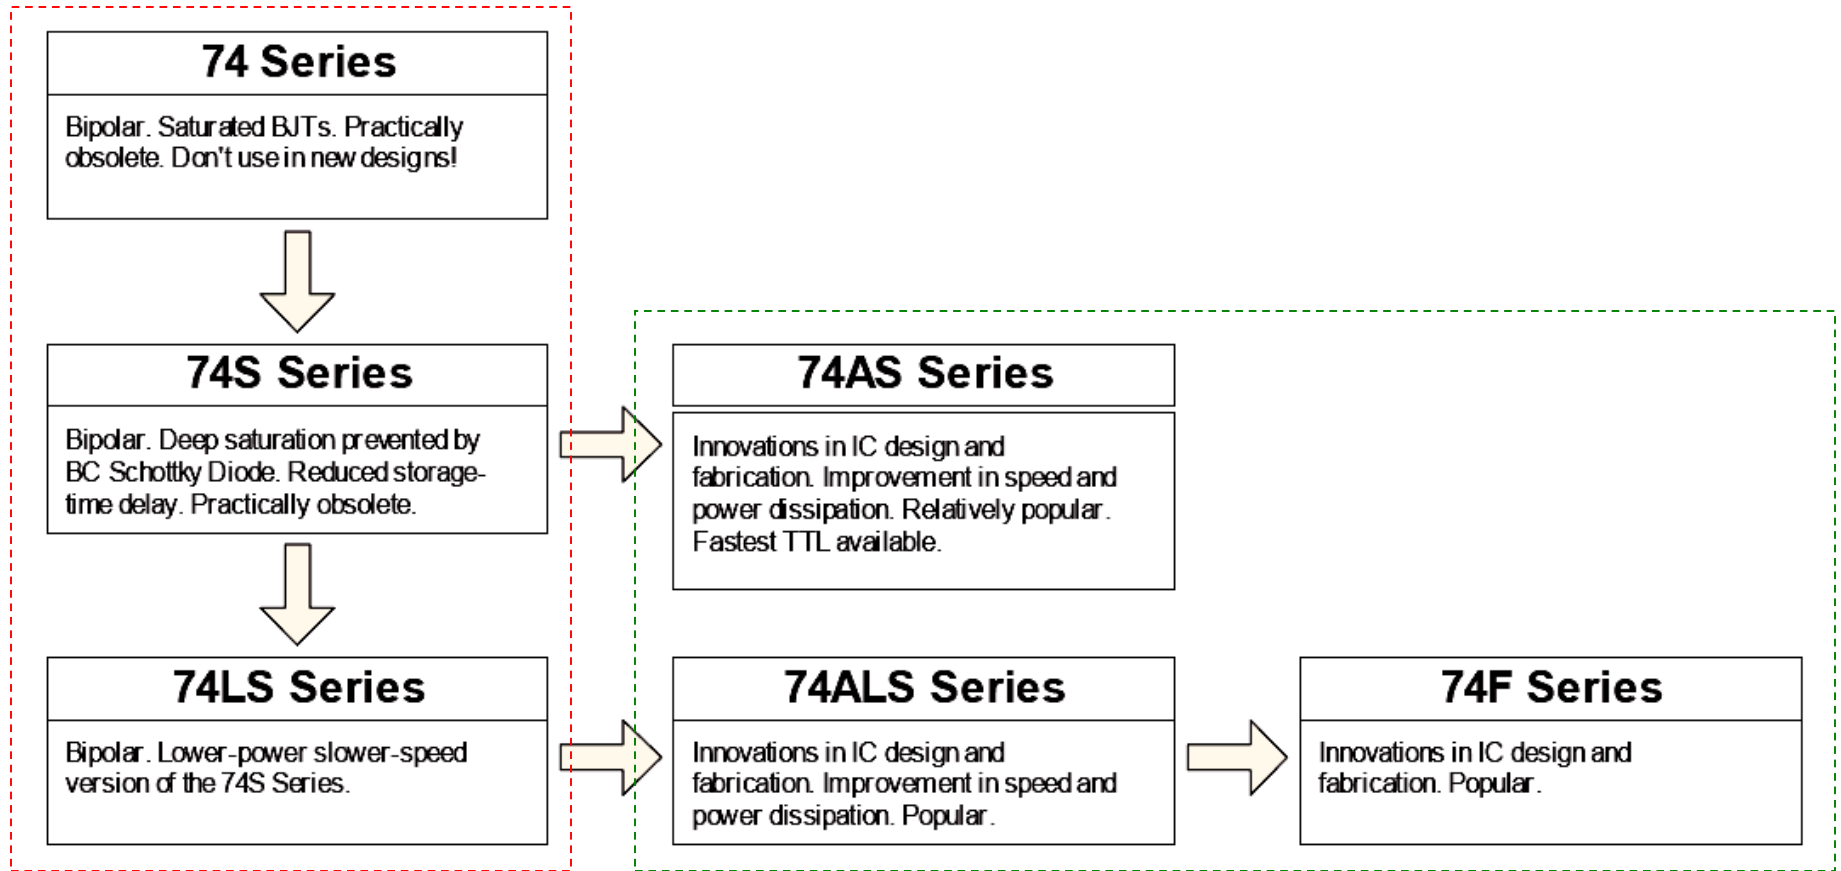 74 Series
Bipolar. Saturated BJTs. Practically
obsolete. Don't use in new designs!
74S Series
Bipolar. Deep saturation prevented by
BC Schottky Diode. Reduced storage-
time delay. Practically obsolete.
74AS Series
Innovations in IC design and
fabrication. Improvement in speed and
power dissipation. Relatively popular.
Fastest TTL available.
74LS Series
Bipolar. Lower-power slower-speed
version of the 74S Series.
74ALS Series
Innovations in IC design and
fabrication. Improvement in speed and
power dissipation. Popular.
74F Series
Innovations in IC design and
fabrication. Popular.